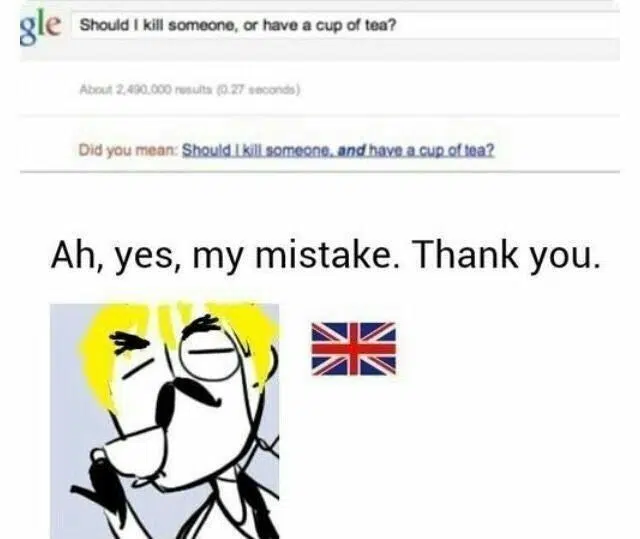 gle Should I kill someone, or have a cup of tea?
About 2,490,000 results (0.27 seconds)
Did you mean: Should I kill someone, and have a cup of tea?
Ah, yes, my mistake. Thank you.